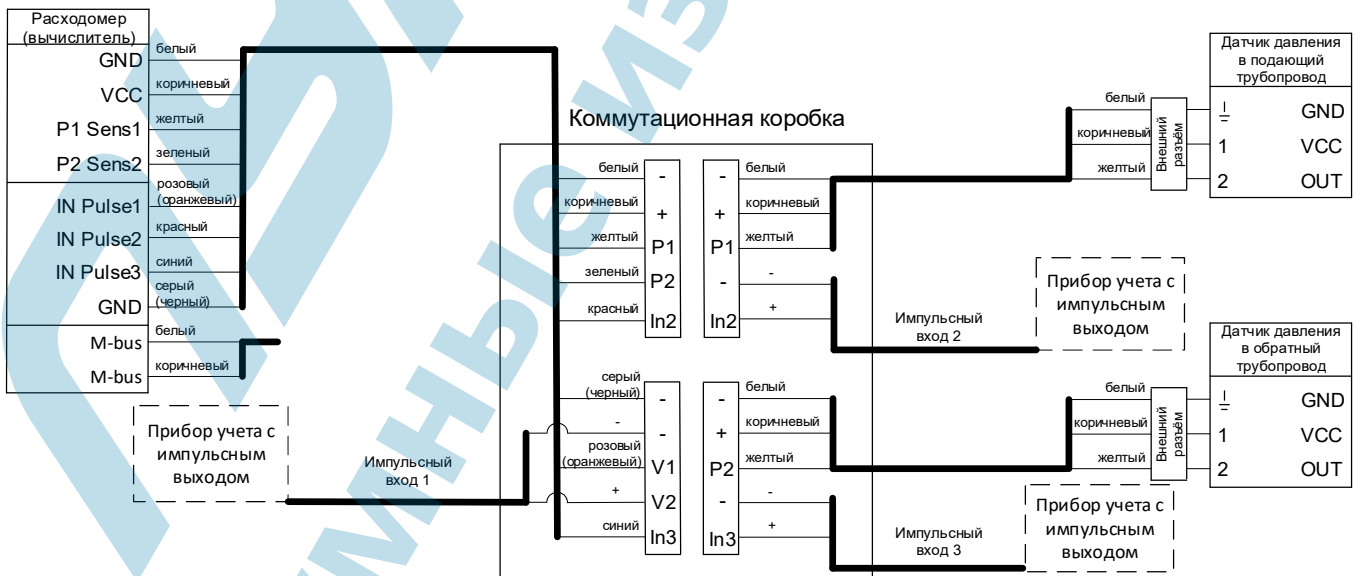 Расходомер
(вычислитель)
GND
белый
VCC
коричневый
P1 Sens1
желтый
P2 Sens2
зеленый
IN Pulse1
розовый
(оранжевый)
IN Pulse2
красный
IN Pulse3
синий
GND
серый
(черный)
M-bus
белый
M-bus
коричневый
Прибор учета с
импульсным
выходом
Импульсный
вход 1
Коммутационная коробка
белый
-
коричневый
+
желтый
P1
зеленый
P2
красный
In2
-
белый
+
коричневый
P1
желтый
-
-
In2
+
Импульсный
вход 2
Прибор учета с
импульсным
выходом
серый
(черный)
-
-
-
розовый
(оранжевый)
V1
+
V2
синий
In3
-
белый
+
коричневый
P2
желтый
-
-
In3
+
Импульсный
вход 3
Прибор учета с
импульсным
выходом
Датчик давления
в подающий
трубопровод
белый
коричневый
желтый
Внешний
разъём
GND
1
VCC
2
OUT
Датчик давления
в обратный
трубопровод
белый
коричневый
желтый
Внешний
разъём
GND
1
VCC
2
OUT